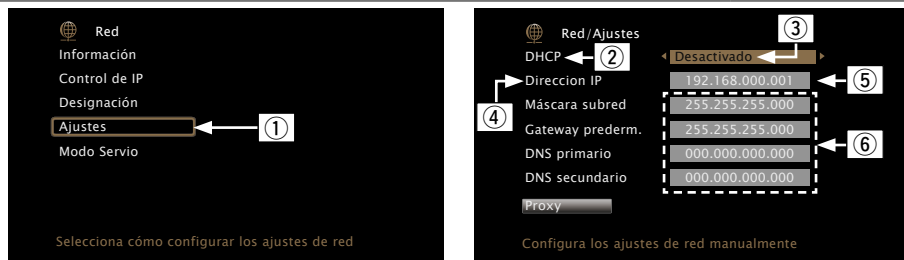 Red
Información
Control de IP
Designación
Ajustes
①
Modo Servio
Selecciona cómo configurar los ajustes de red
Red/Ajustes
③
DHCP ② Desactivado
④ Direccion IP 192.168.000.001 ⑤
Máscara subred 255.255.255.000
Gateway prederm. 255.255.255.000
⑥
DNS primario 000.000.000.000
DNS secundario 000.000.000.000
Proxy
Configura los ajustes de red manualmente